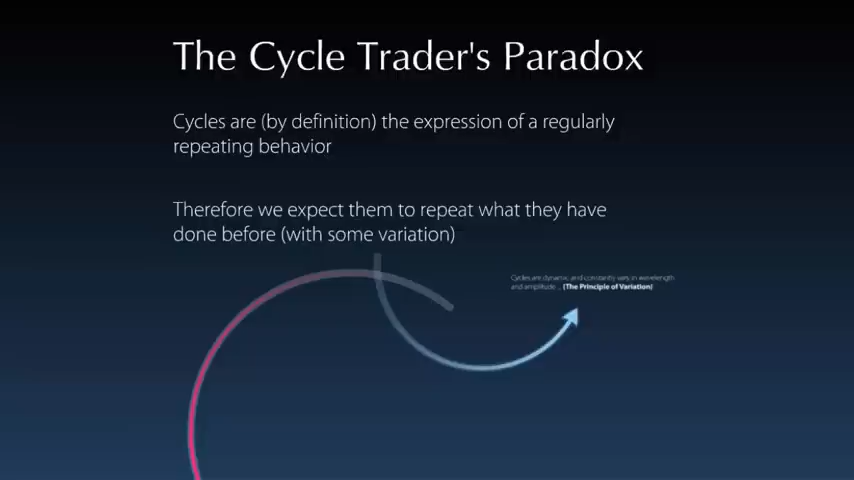 The Cycle Trader's Paradox
Cycles are (by definition) the expression of a regularly
repeating behavior
Therefore we expect them to repeat what they have
done before (with some variation)
Cycles are dynamic and constantly vary in wavelength
and amplitude ... (The Principle of Variation)